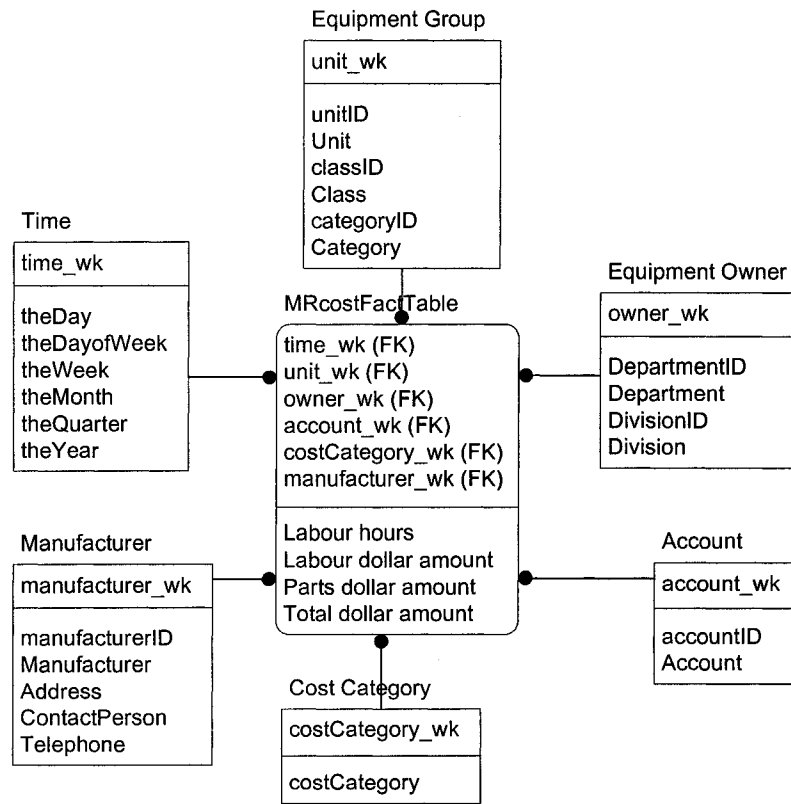 Equipment Group
unit_wk
unitID
Unit
classID
Class
categoryID
Category
Time
time_wk
theDay
theDayofWeek
theWeek
theMonth
theQuarter
theYear
MRcostFactTable
time_wk (FK)
unit_wk (FK)
owner_wk (FK)
account_wk (FK)
costCategory_wk (FK)
manufacturer_wk (FK)
Labour hours
Labour dollar amount
Parts dollar amount
Total dollar amount
Equipment Owner
owner_wk
DepartmentID
Department
DivisionID
Division
Manufacturer
manufacturer_wk
manufacturerID
Manufacturer
Address
ContactPerson
Telephone
Account
account_wk
accountID
Account
Cost Category
costCategory_wk
costCategory